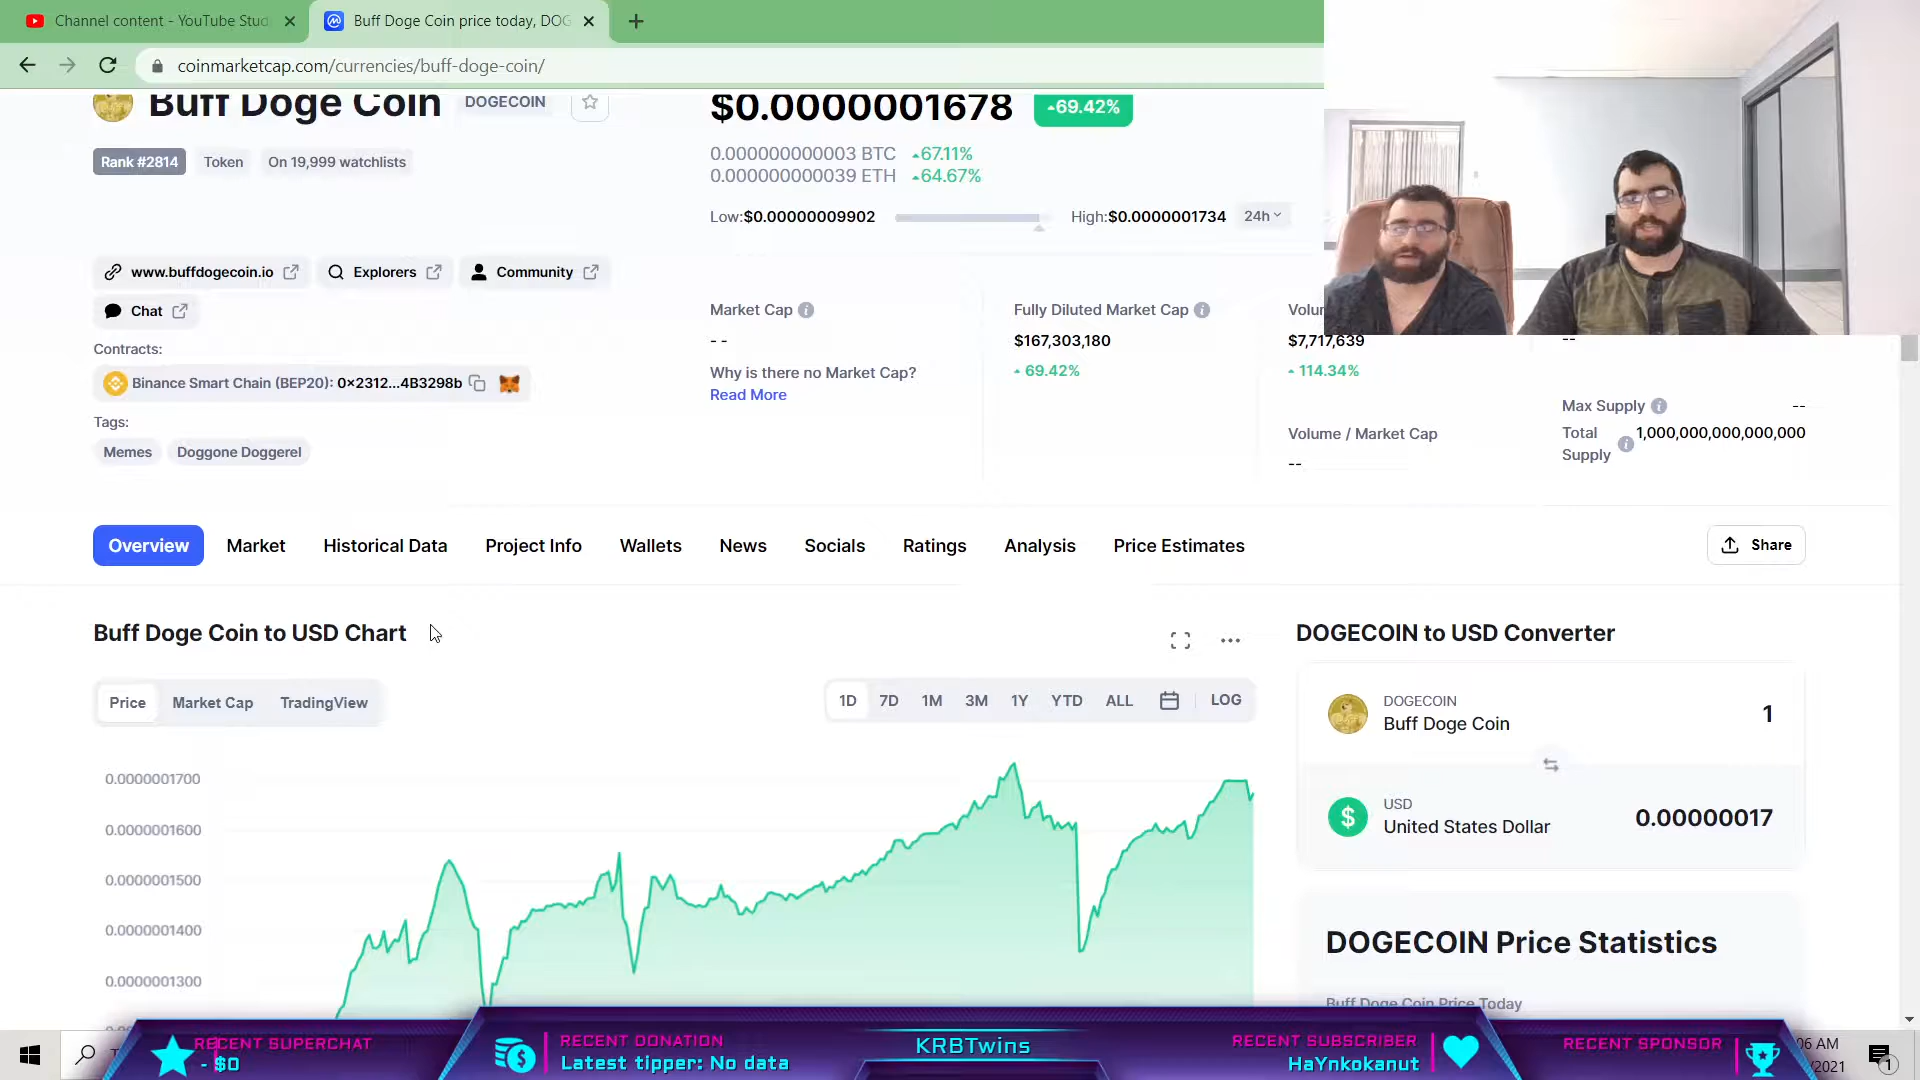 Channel content - YouTube Stud
Buff Doge Coin price today, DOG
coinmarketcap.com/currencies/buff-doge-coin/
Buff Doge Coin DOGECOIN
Rank #2814 Token On 19,999 watchlists
www.buffdogecoin.io Explorers Community
Chat
Contracts:
Binance Smart Chain (BEP20): 0x2312...4B3298b
Tags:
Memes Doggone Doggerel
$0.0000001678 69.42%
0.000000000003 BTC 67.11%
0.000000000039 ETH 64.67%
Low:$0.00000009902 High:$0.0000001734 24h
Market Cap
- -
Why is there no Market Cap?
Read More
Fully Diluted Market Cap
$167,303,180
69.42%
$7,717,639
114.34%
Volume / Market Cap
--
--
Max Supply --
Total Supply 1,000,000,000,000,000
Overview Market Historical Data Project Info Wallets News Socials Ratings Analysis Price Estimates Share
Buff Doge Coin to USD Chart
Price Market Cap TradingView
1D 7D 1M 3M 1Y YTD ALL LOG
0.0000001700
0.0000001600
0.0000001500
0.0000001400
0.0000001300
DOGECOIN to USD Converter
DOGECOIN
Buff Doge Coin 1
USD
United States Dollar 0.00000017
DOGECOIN Price Statistics
Buff Doge Coin Price Today
RECENT SUPERCHAT
- $0
RECENT DONATION
Latest tipper: No data
KRBTwins
RECENT SUBSCRIBER
HaYnkokanut
RECENT SPONSOR
06 AM
/2021
1